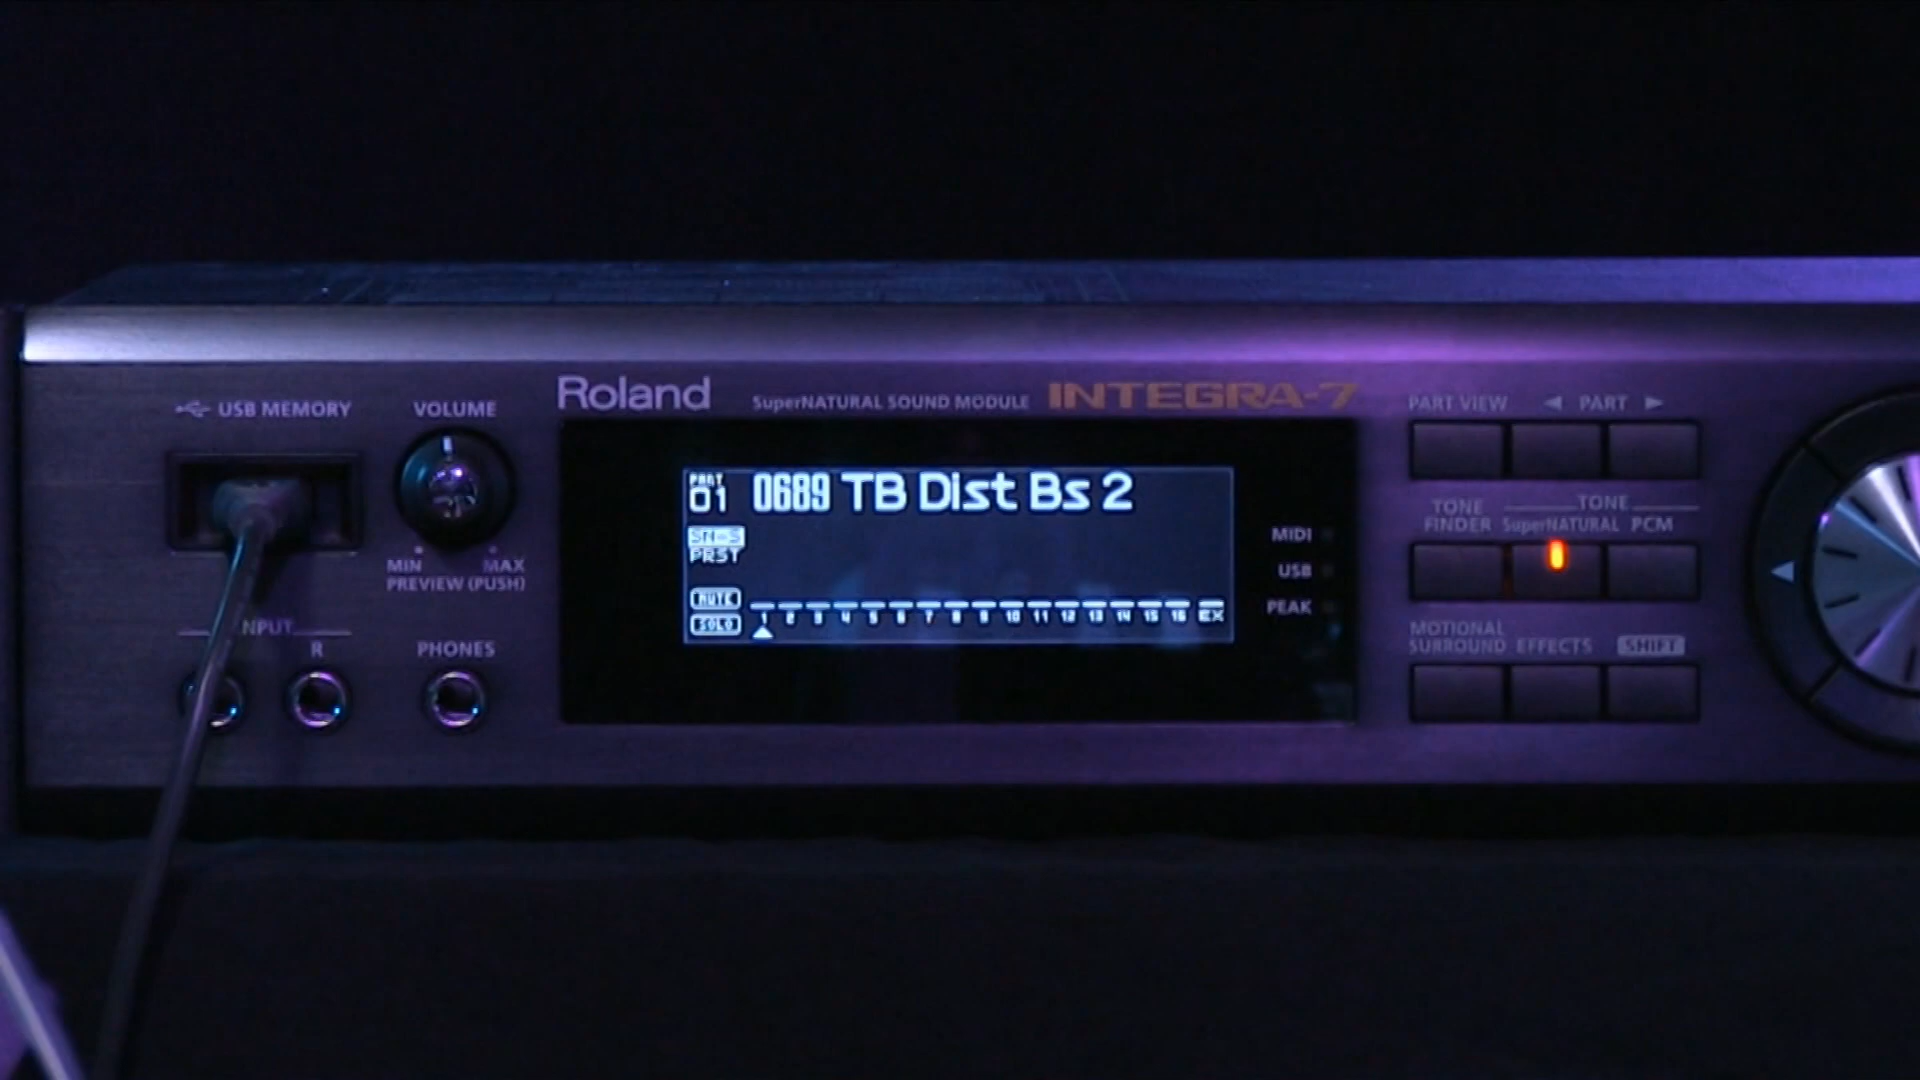 Roland SuperNATURAL SOUND MODULE INTEGRA-7
USB MEMORY
VOLUME
MIN MAX
PREVIEW (PUSH)
INPUT
R
PHONES
PART
01 0689 TB Dist Bs 2
SN-S
PRST
MUTE
SOLO
1 2 3 4 5 6 7 8 9 10 11 12 13 14 15 16 EX
MIDI
USB
PEAK
PART VIEW ◀ PART ▶
TONE
FINDER
TONE
SuperNATURAL PCM
MOTIONAL
SURROUND
EFFECTS
SHIFT